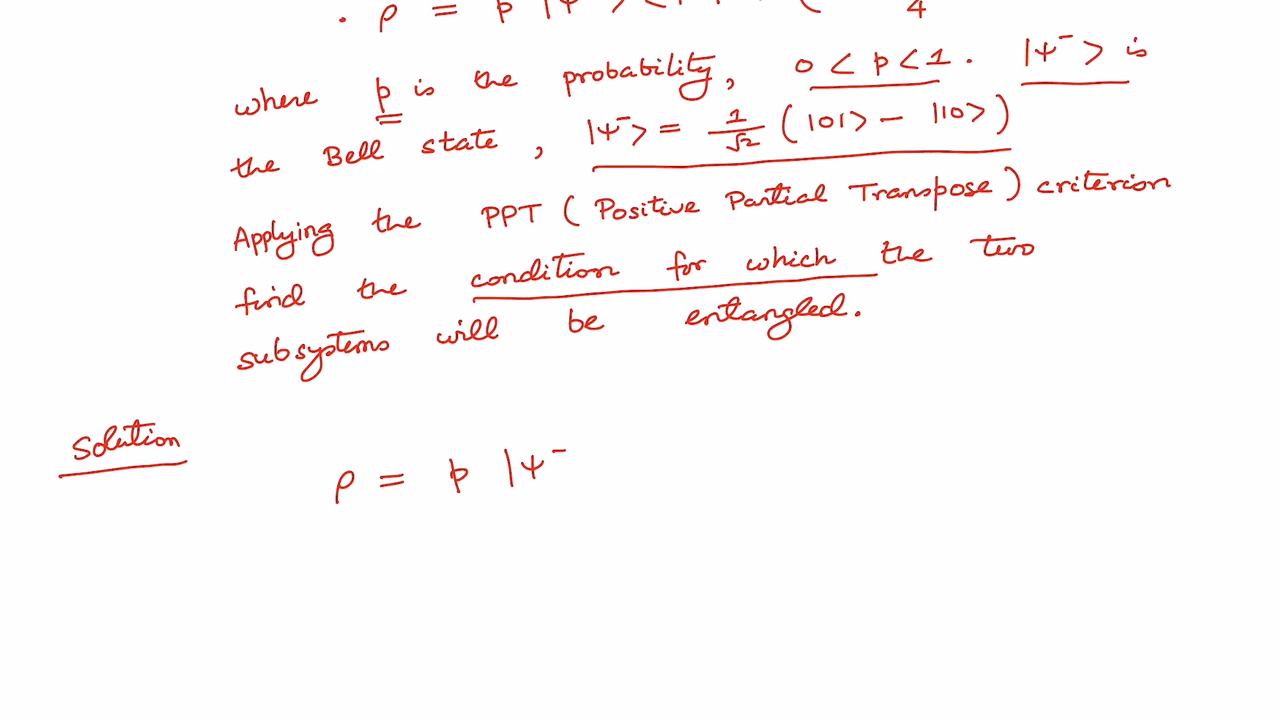 . ρ = p |Ψ > < 4
where p is the probability, 0 < p < 1. |Ψ⁻> is
the Bell state, |Ψ⁻> = 1/√2 ( |01> − |10> )
Applying the PPT ( Positive Partial Transpose ) criterion
find the condition for which the two
subsystems will be entangled.
Solution
ρ = p |Ψ⁻